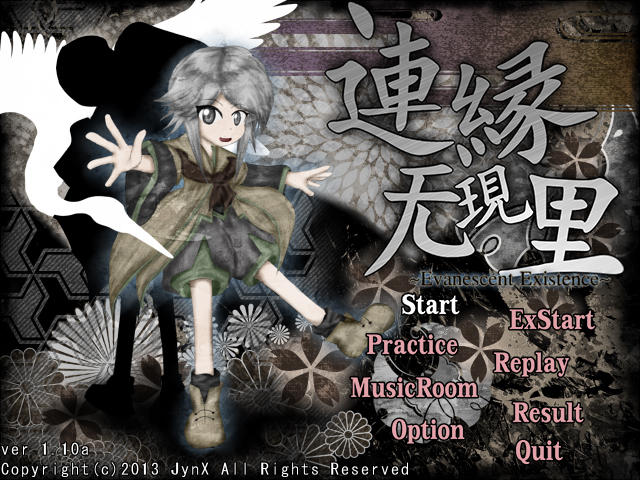 連縁
无現里
~Evanescent Existence~
Start
ExStart
Practice
Replay
MusicRoom
Result
Option
Quit
ver 1.10a
Copyright(c)2013 JynX All Rights Reserved